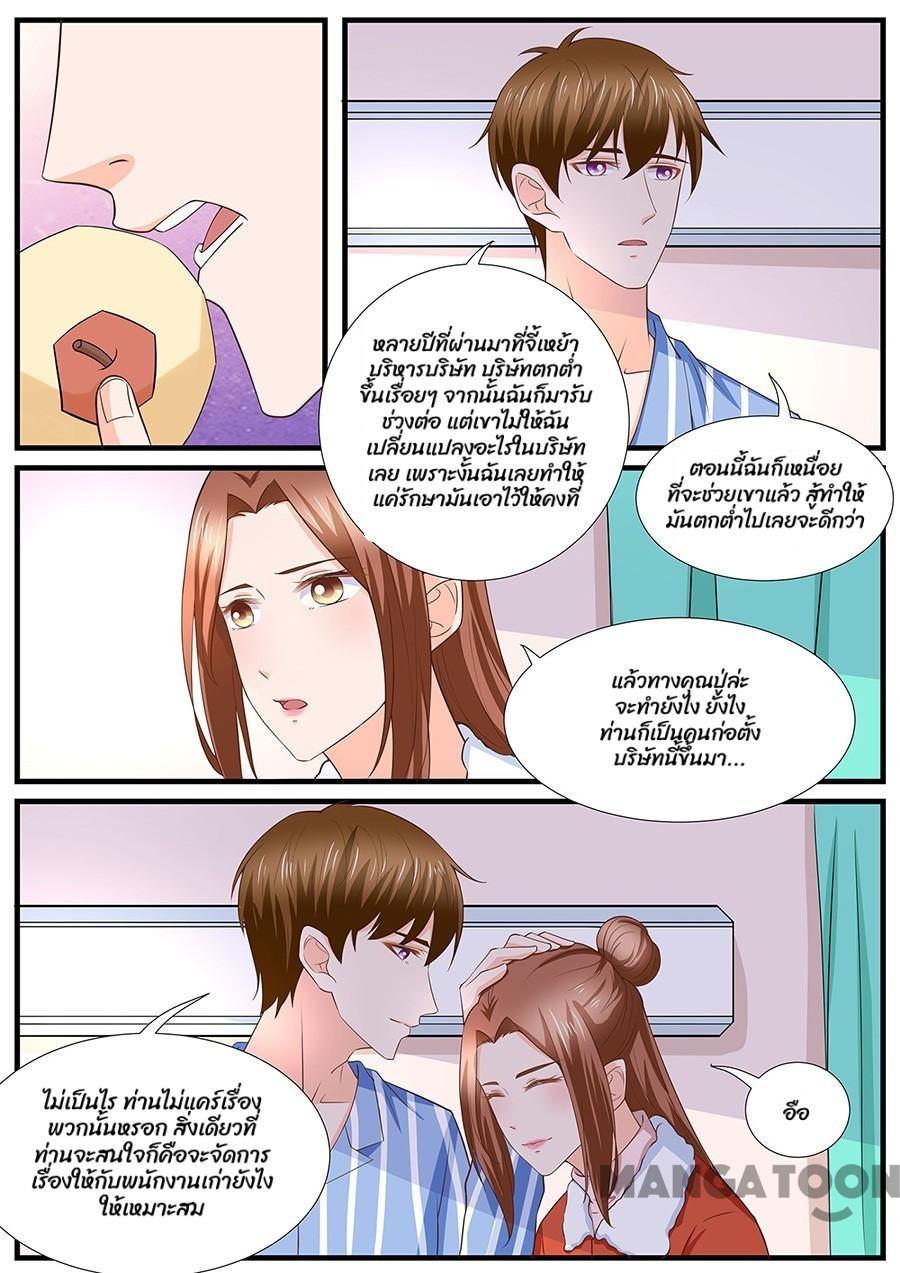 หลายปีที่ผ่านมาที่จี้เหย้า
บริหารบริษัท บริษัทตกต่ำ
ขึ้นเรื่อยๆ จากนั้นฉันก็มารับ
ช่วงต่อ แต่เขาไม่ให้ฉัน
เปลี่ยนแปลงอะไรในบริษัท
เลย เพราะงั้นฉันเลยทำให้
แค่รักษามันเอาไว้ให้คงที่
ตอนนี้ฉันก็เหนื่อย
ที่จะช่วยเขาแล้ว สู้ทำให้
มันตกต่ำไปเลยจะดีกว่า
แล้วทางคุณปู่ล่ะ
จะทำยังไง ยังไง
ท่านก็เป็นคนก่อตั้ง
บริษัทนี้ขึ้นมา...
ไม่เป็นไร ท่านไม่แคร์เรื่อง
พวกนั้นหรอก สิ่งเดียวที่
ท่านจะสนใจก็คือจะจัดการ
เรื่องให้กับพนักงานเก่ายังไง
ให้เหมาะสม
อือ
MANGATOON